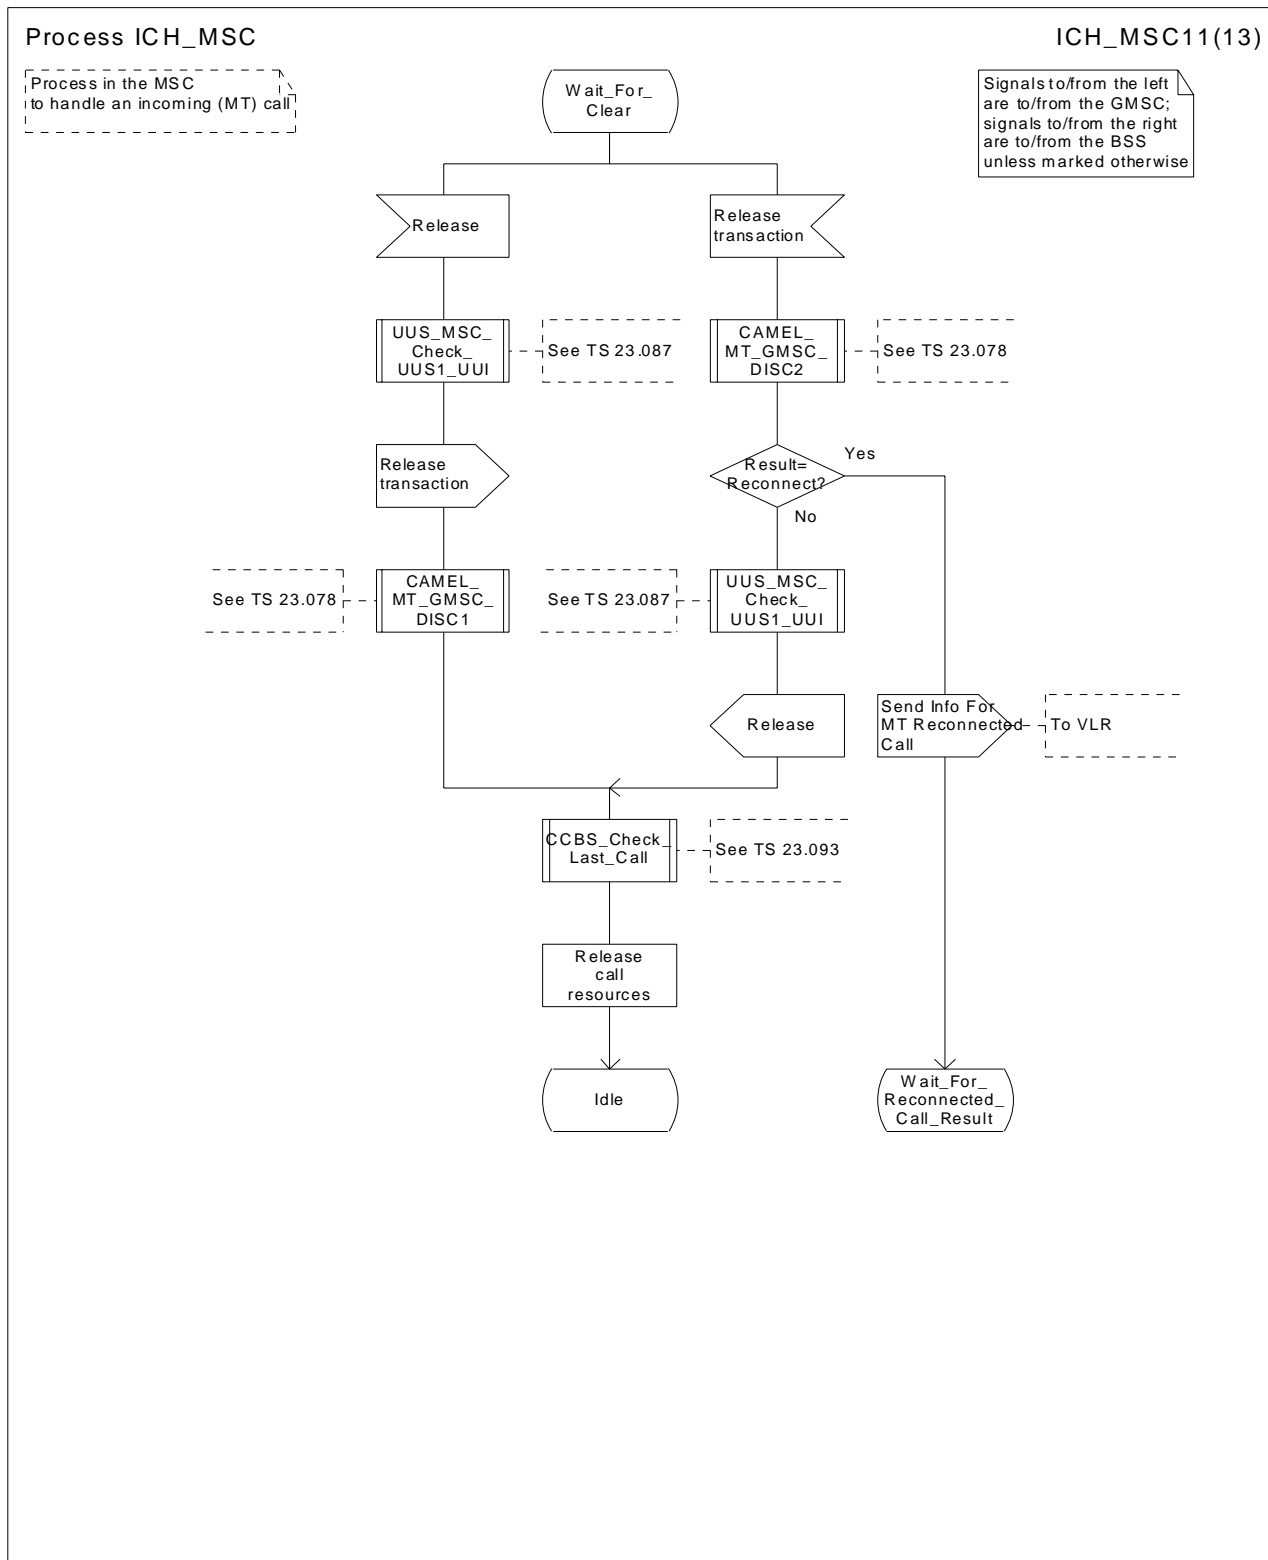 Process ICH_MSC
ICH_MSC11(13)
Process in the MSC
to handle an incoming (MT) call
Signals to/from the left
are to/from the GMSC;
signals to/from the right
are to/from the BSS
unless marked otherwise
Wait_For_
Clear
Release
Release
transaction
UUS_MSC_
Check_
UUS1_UUI
See TS 23.087
CAMEL_
MT_GMSC_
DISC2
See TS 23.078
Release
transaction
Result=
Reconnect?
Yes
No
See TS 23.078
CAMEL_
MT_GMSC_
DISC1
See TS 23.087
UUS_MSC_
Check_
UUS1_UUI
Release
Send Info For
MT Reconnected
Call
To VLR
CCBS_Check_
Last_Call
See TS 23.093
Release
call
resources
Idle
Wait_For_
Reconnected_
Call_Result